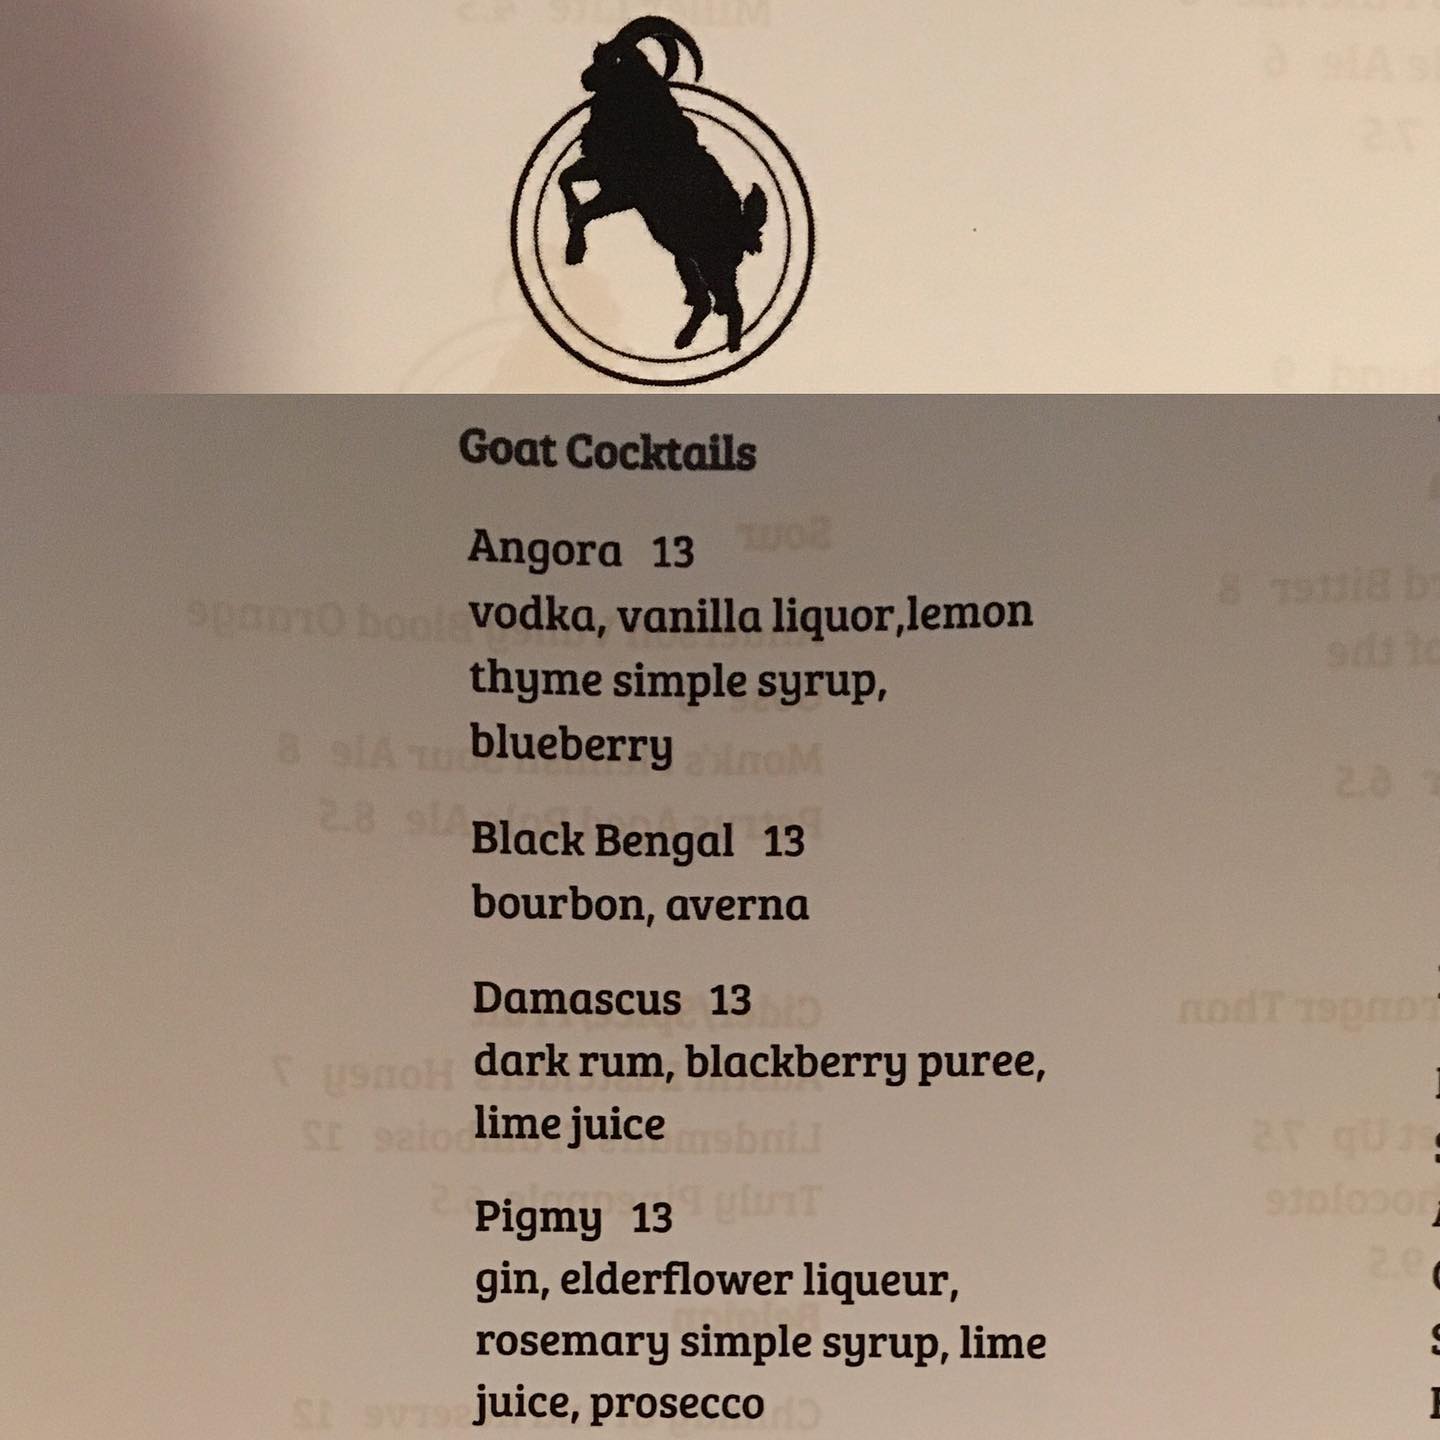 Goat Cocktails
Angora 13
vodka, vanilla liquor,lemon
thyme simple syrup,
blueberry
Black Bengal 13
bourbon, averna
Damascus 13
dark rum, blackberry puree,
lime juice
Pigmy 13
gin, elderflower liqueur,
rosemary simple syrup, lime
juice, prosecco